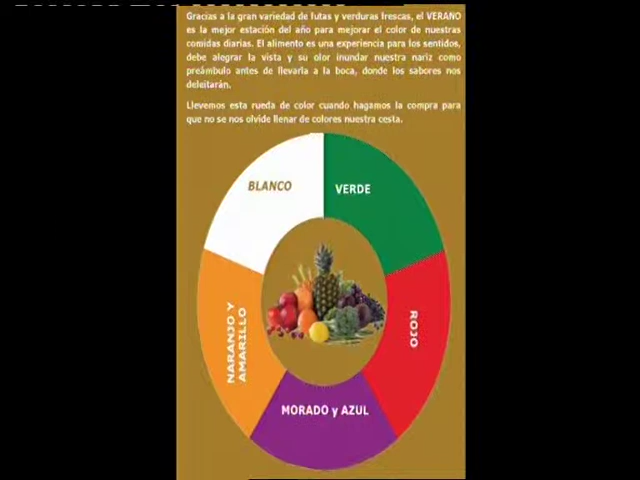 Gracias a la gran variedad de futas y verduras frescas, el VERANO
es la mejor estación del año para mejorar el color de nuestras
comidas diarias. El alimento es una experiencia para los sentidos,
debe alegrar la vista y su olor inundar nuestra nariz como
preámbulo antes de llevarla a la boca, donde los sabores nos
deleitarán.
Llevemos esta rueda de color cuando hagamos la compra para
que no se nos olvide llenar de colores nuestra cesta.
BLANCO
VERDE
NARANJO Y
AMARILLO
ROJO
MORADO y AZUL